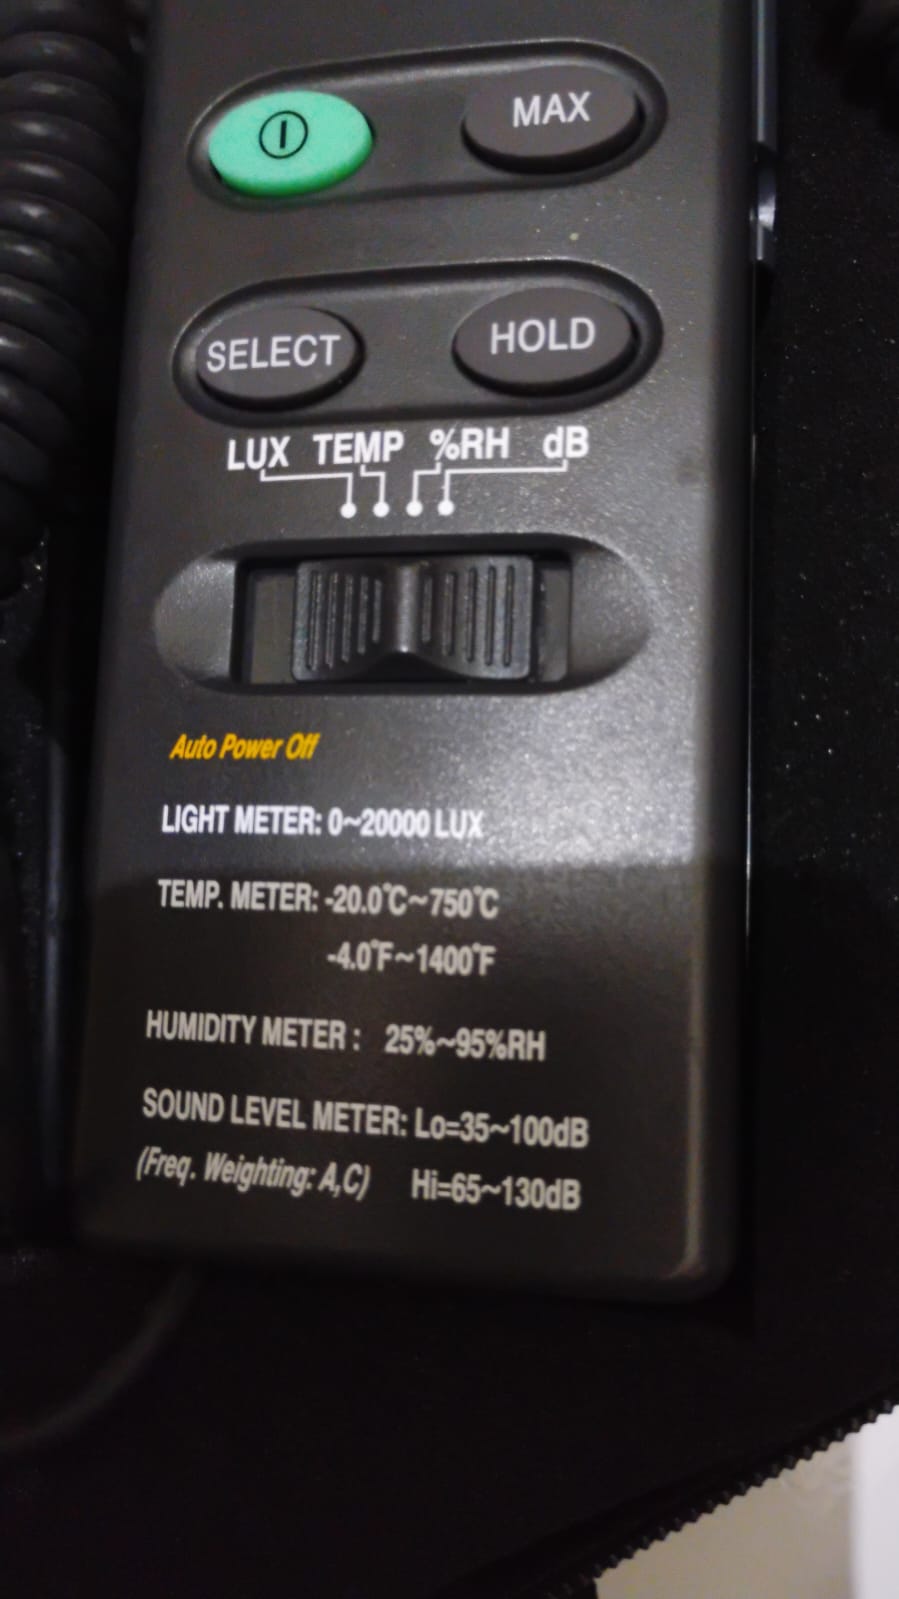 MAX
SELECT HOLD
LUX TEMP %RH dB
Auto Power Off
LIGHT METER: 0~20000 LUX
TEMP. METER: -20.0℃~750℃
-4.0℉~1400℉
HUMIDITY METER : 25%~95%RH
SOUND LEVEL METER: Lo=35~100dB
(Freq. Weighting: A,C) Hi=65~130dB